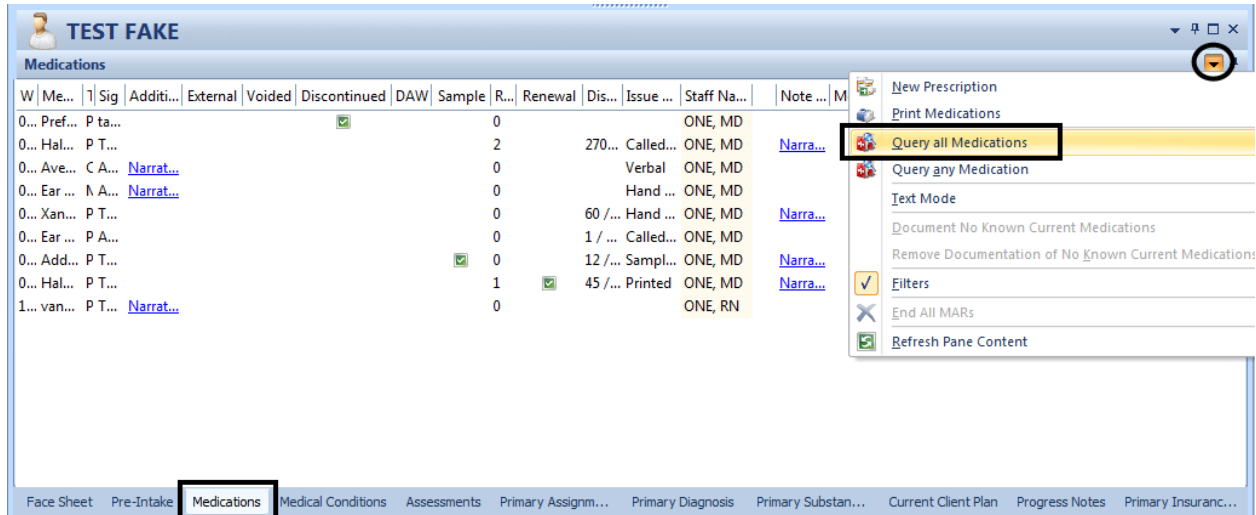 TEST FAKE
Medications
W Me... T Sig Additi... External Voided Discontinued DAW Sample R... Renewal Dis... Issue ... Staff Na... Note ... M
0... Pref... P ta... 0 ONE, MD
0... Hal... P T... 2 270... Called... ONE, MD Narra...
0... Ave... C A... Narrat... 0 Verbal ONE, MD
0... Ear ... N A... Narrat... 0 Hand ... ONE, MD
0... Xan... P T... 0 60 /... Hand ... ONE, MD Narra...
0... Ear ... P A... 0 1 / ... Called... ONE, MD
0... Add... P T... 0 12 /... Sampl... ONE, MD Narra...
0... Hal... P T... 1 45 /... Printed ONE, MD Narra...
1... van... P T... Narrat... 0 ONE, RN
New Prescription
Print Medications
Query all Medications
Query any Medication
Text Mode
Document No Known Current Medications
Remove Documentation of No Known Current Medications
Filters
End All MARs
Refresh Pane Content
Face Sheet Pre-Intake Medications Medical Conditions Assessments Primary Assignm... Primary Diagnosis Primary Substan... Current Client Plan Progress Notes Primary Insuranc...